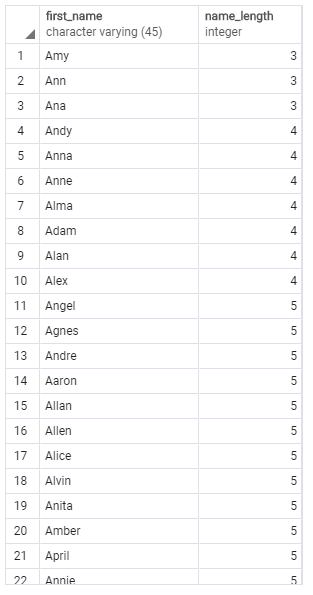 first_name name_length
character varying (45) integer
1 Amy 3
2 Ann 3
3 Ana 3
4 Andy 4
5 Anna 4
6 Anne 4
7 Alma 4
8 Adam 4
9 Alan 4
10 Alex 4
11 Angel 5
12 Agnes 5
13 Andre 5
14 Aaron 5
15 Allan 5
16 Allen 5
17 Alice 5
18 Alvin 5
19 Anita 5
20 Amber 5
21 April 5
22 Annie 5